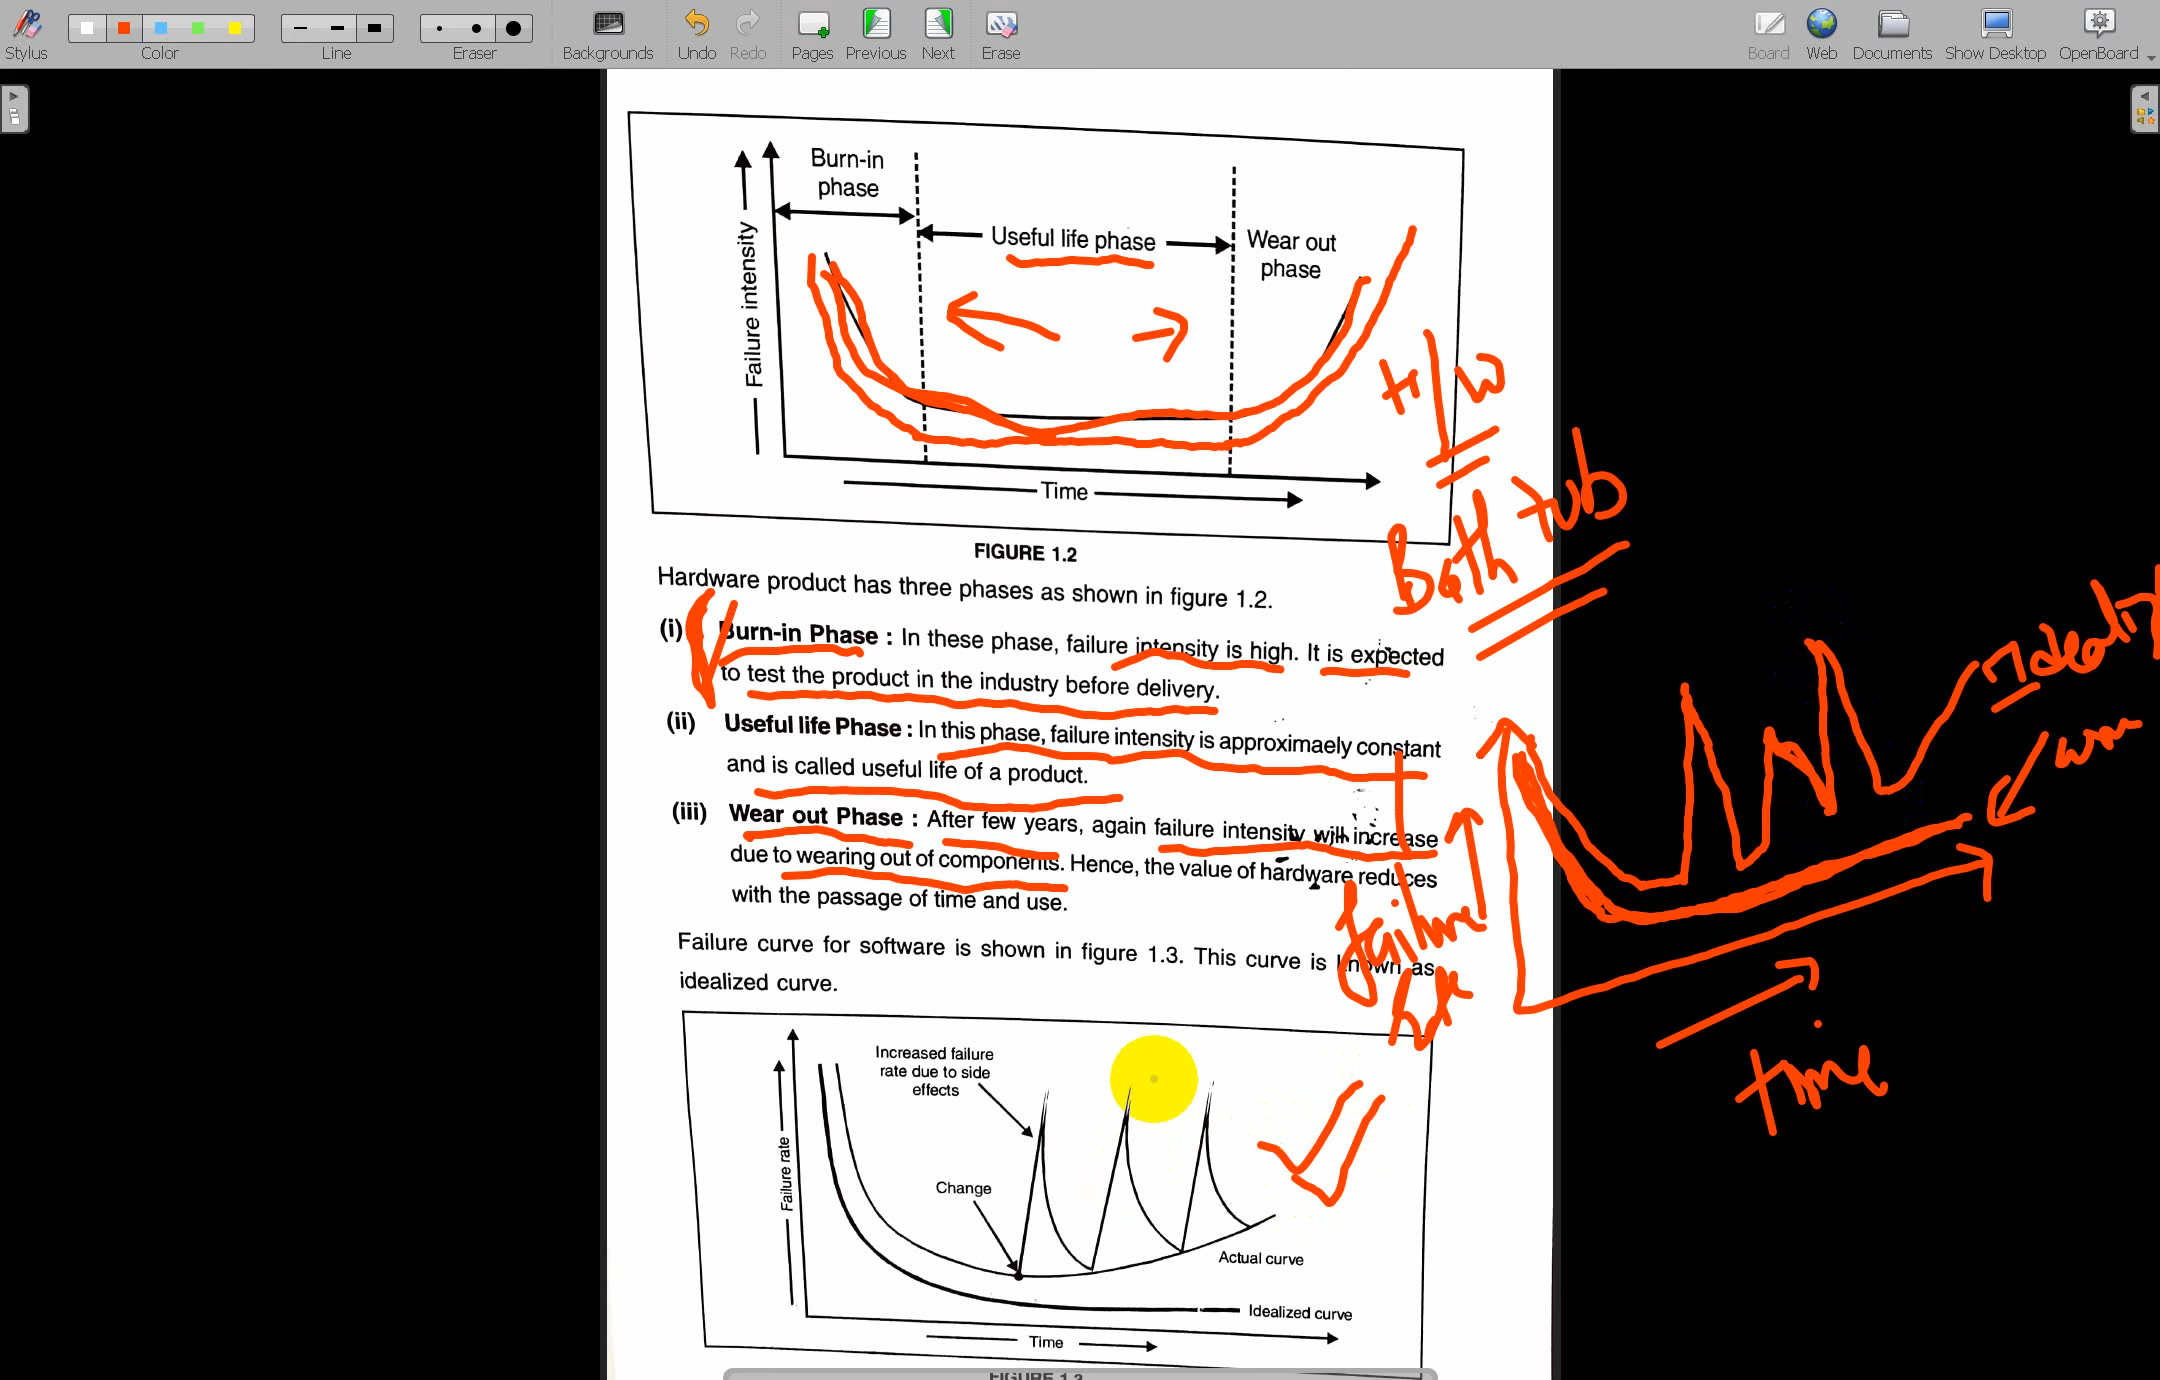 Stylus
Color
Line
Eraser
Backgrounds
Undo
Redo
Pages
Previous
Next
Erase
Board
Web
Documents
Show Desktop
OpenBoard
Burn-in
phase
Useful life phase
Wear out
phase
Failure intensity
Time
H/W
Bath tub
FIGURE 1.2
Hardware product has three phases as shown in figure 1.2.
(i) Burn-in Phase : In these phase, failure intensity is high. It is expected
to test the product in the industry before delivery.
(ii) Useful life Phase : In this phase, failure intensity is approximaely constant
and is called useful life of a product.
(iii) Wear out Phase : After few years, again failure intensity will increase
due to wearing out of components. Hence, the value of hardware reduces
with the passage of time and use.
Failure curve for software is shown in figure 1.3. This curve is known as
idealized curve.
failure
time
Increased failure
rate due to side
effects
Change
Failure rate
Actual curve
Idealized curve
Time
FIGURE 1.3